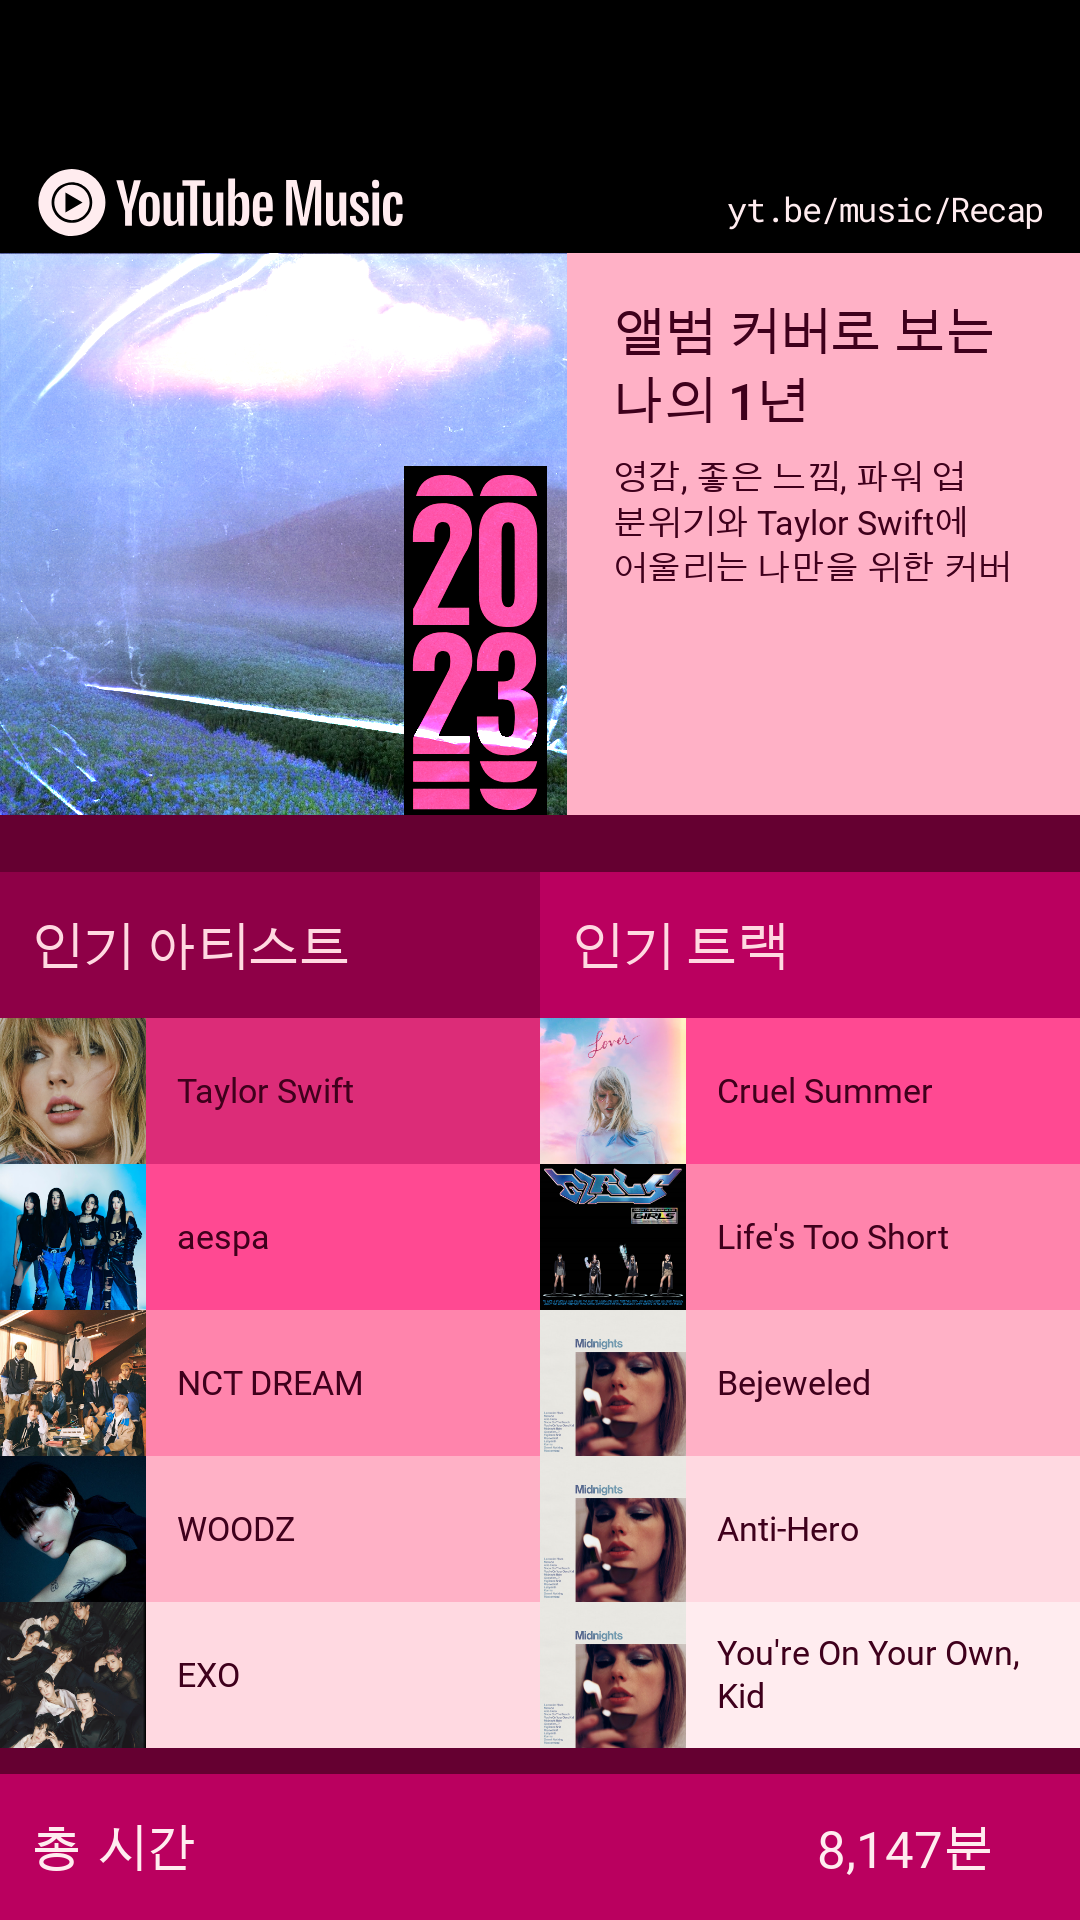 YouTube Music
yt.be/music/Recap
앨범 커버로 보는
나의 1년
영감, 좋은 느낌, 파워 업
분위기와 Taylor Swift에
어울리는 나만을 위한 커버
20
23
인기 아티스트
인기 트랙
Taylor Swift
Lover
Cruel Summer
aespa
GIRLS
GIRLS
Life's Too Short
NCT DREAM
Midnights
Bejeweled
WOODZ
Midnights
Anti-Hero
EXO
Midnights
You're On Your Own,
Kid
총 시간
8,147분